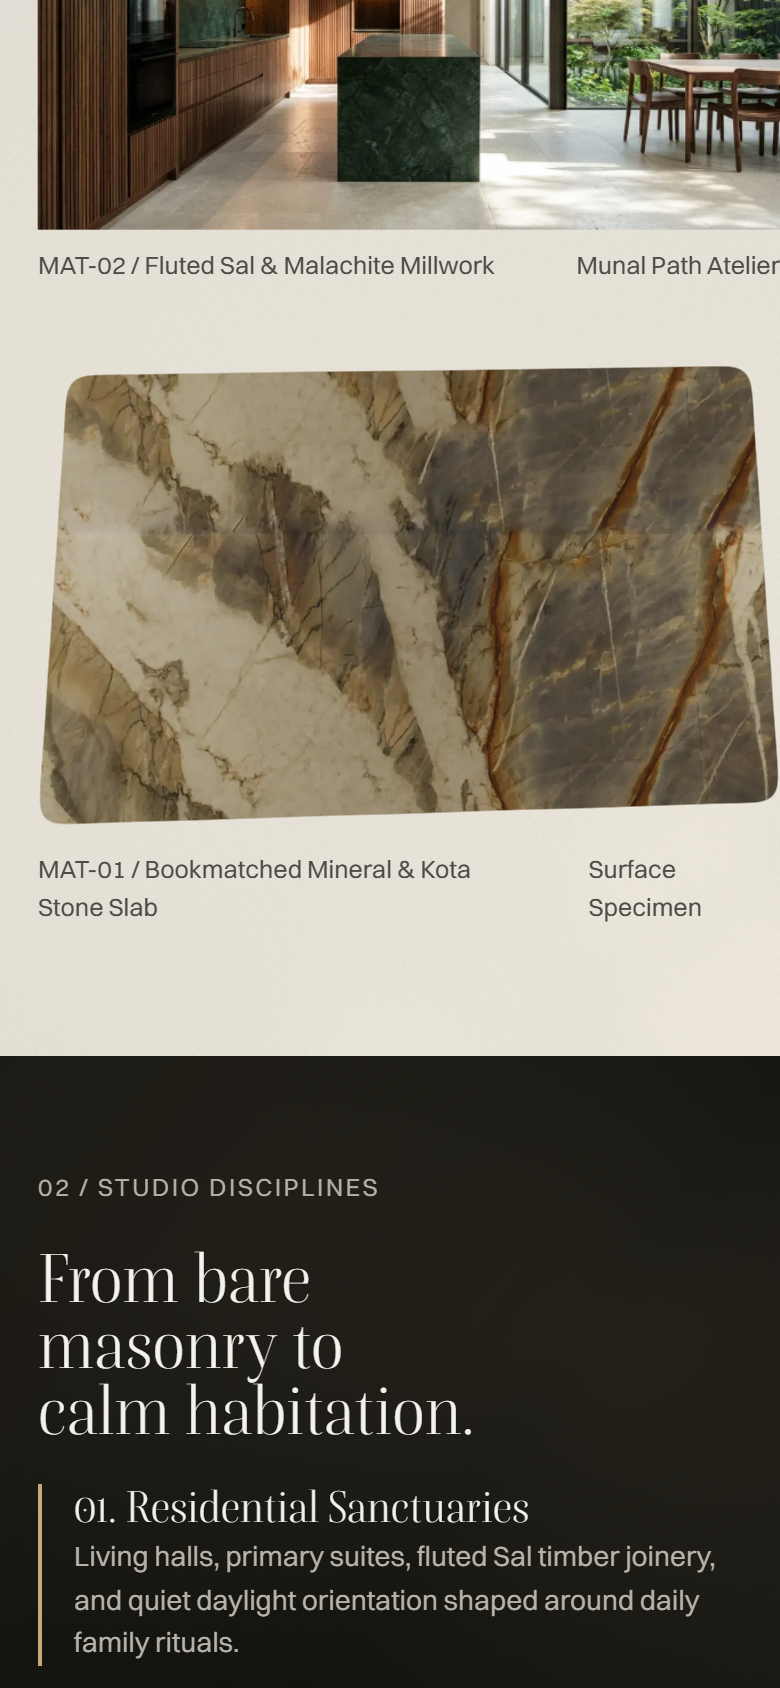 MAT-02 / Fluted Sal & Malachite Millwork
Munal Path Atelier
MAT-01 / Bookmatched Mineral & Kota
Stone Slab
Surface
Specimen
02 / STUDIO DISCIPLINES
From bare
masonry to
calm habitation.
01. Residential Sanctuaries
Living halls, primary suites, fluted Sal timber joinery,
and quiet daylight orientation shaped around daily
family rituals.